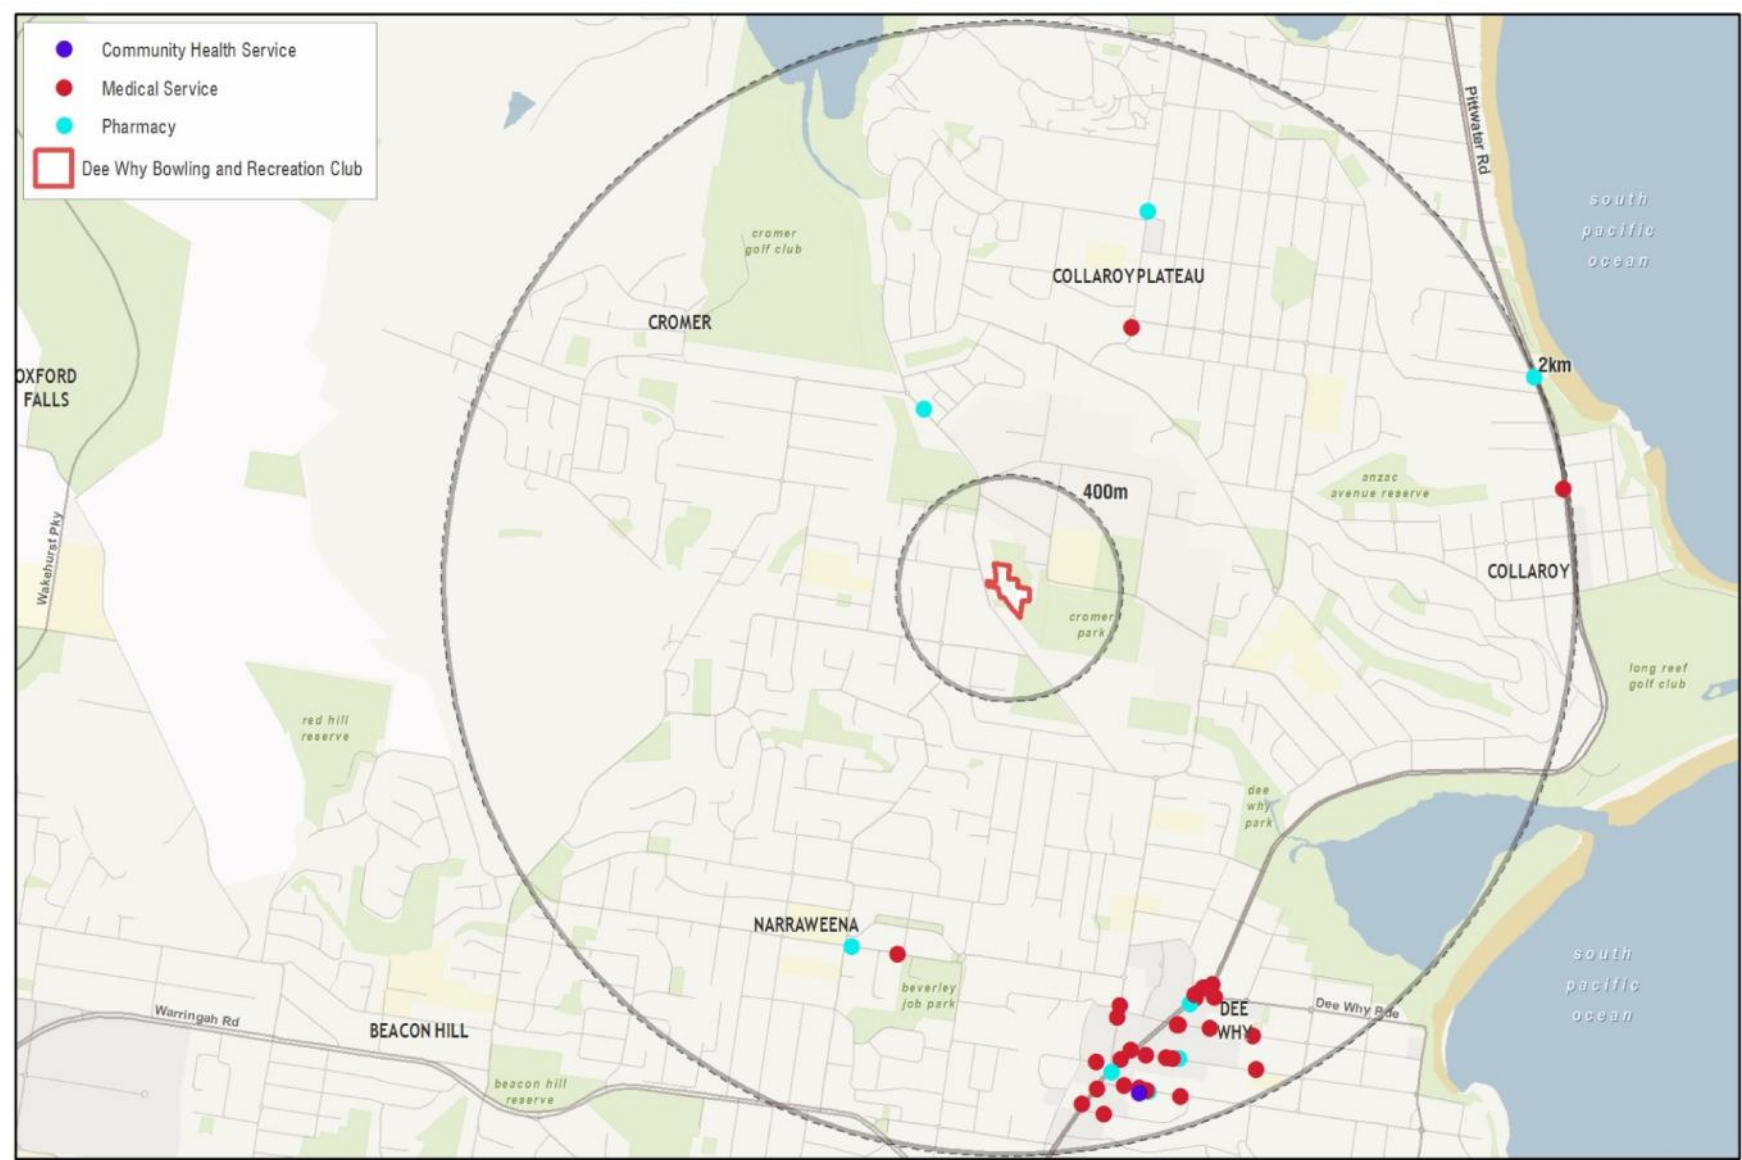 Community Health Service
Medical Service
Pharmacy
Dee Why Bowling and Recreation Club
Pittwater Rd
south
pacific
ocean
cromer
golf club
COLLAROY PLATEAU
CROMER
2km
OXFORD
FALLS
400m
anzac
avenue reserve
Wakehurst Pky
COLLAROY
cromer
park
long reef
golf club
red hill
reserve
dee
why
park
NARRAWEENA
south
pacific
ocean
beverley
job park
DEE
WHY
Dee Why Pde
Warringah Rd
BEACON HILL
beacon hill
reserve